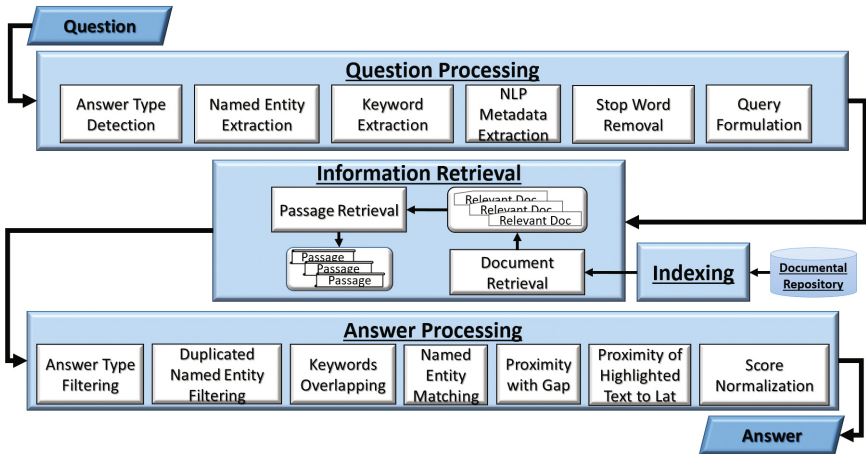 Question
Question Processing
Answer Type
Detection
Named Entity
Extraction
Keyword
Extraction
NLP
Metadata
Extraction
Stop Word
Removal
Query
Formulation
Information Retrieval
Passage Retrieval
Relevant Doc
Relevant Doc
Relevant Doc
Passage
Passage
Passage
Document
Retrieval
Indexing
Documental
Repository
Answer Processing
Answer Type
Filtering
Duplicated
Named Entity
Filtering
Keywords
Overlapping
Named
Entity
Matching
Proximity
with Gap
Proximity of
Highlighted
Text to Lat
Score
Normalization
Answer